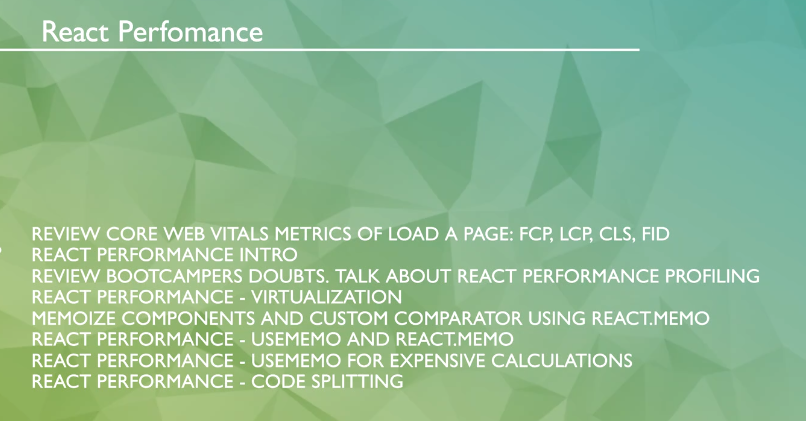 React Perfomance
REVIEW CORE WEB VITALS METRICS OF LOAD A PAGE: FCP, LCP, CLS, FID
REACT PERFORMANCE INTRO
REVIEW BOOTCAMPERS DOUBTS. TALK ABOUT REACT PERFORMANCE PROFILING
REACT PERFORMANCE - VIRTUALIZATION
MEMOIZE COMPONENTS AND CUSTOM COMPARATOR USING REACT.MEMO
REACT PERFORMANCE - USEMEMO AND REACT.MEMO
REACT PERFORMANCE - USEMEMO FOR EXPENSIVE CALCULATIONS
REACT PERFORMANCE - CODE SPLITTING